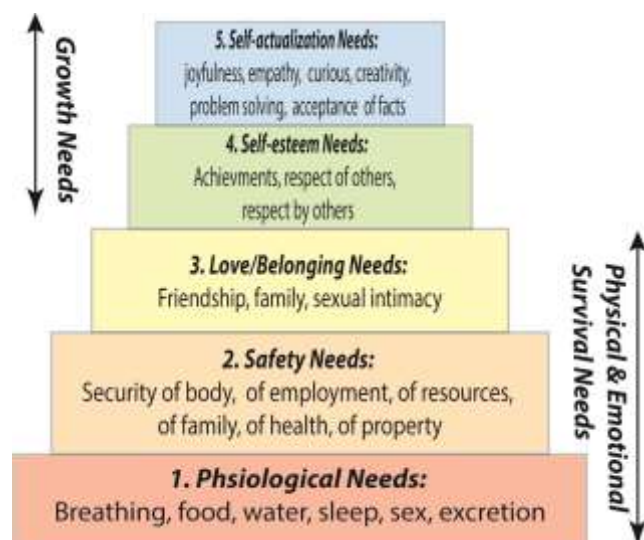 Growth Needs
5. Self-actualization Needs:
joyfulness, empathy, curious, creativity,
problem solving, acceptance of facts
4. Self-esteem Needs:
Achievments, respect of others,
respect by others
3. Love/Belonging Needs:
Friendship, family, sexual intimacy
2. Safety Needs:
Security of body, of employment, of resources,
of family, of health, of property
1. Phsiological Needs:
Breathing, food, water, sleep, sex, excretion
Physical & Emotional
Survival Needs